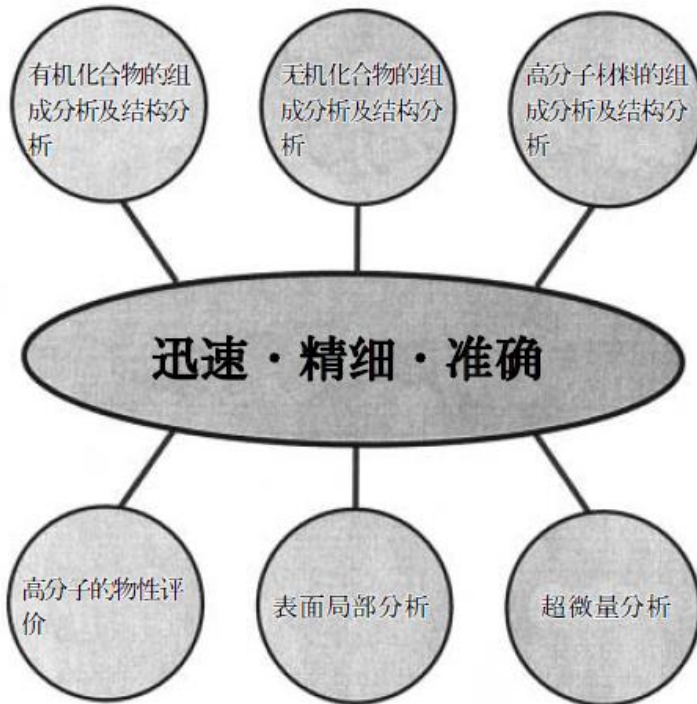 有机化合物的组
成分析及结构分
析
无机化合物的组
成分析及结构分
析
高分子材料的组
成分析及结构分
析
迅速·精细·准确
高分子的物性评
价
表面局部分析
超微量分析